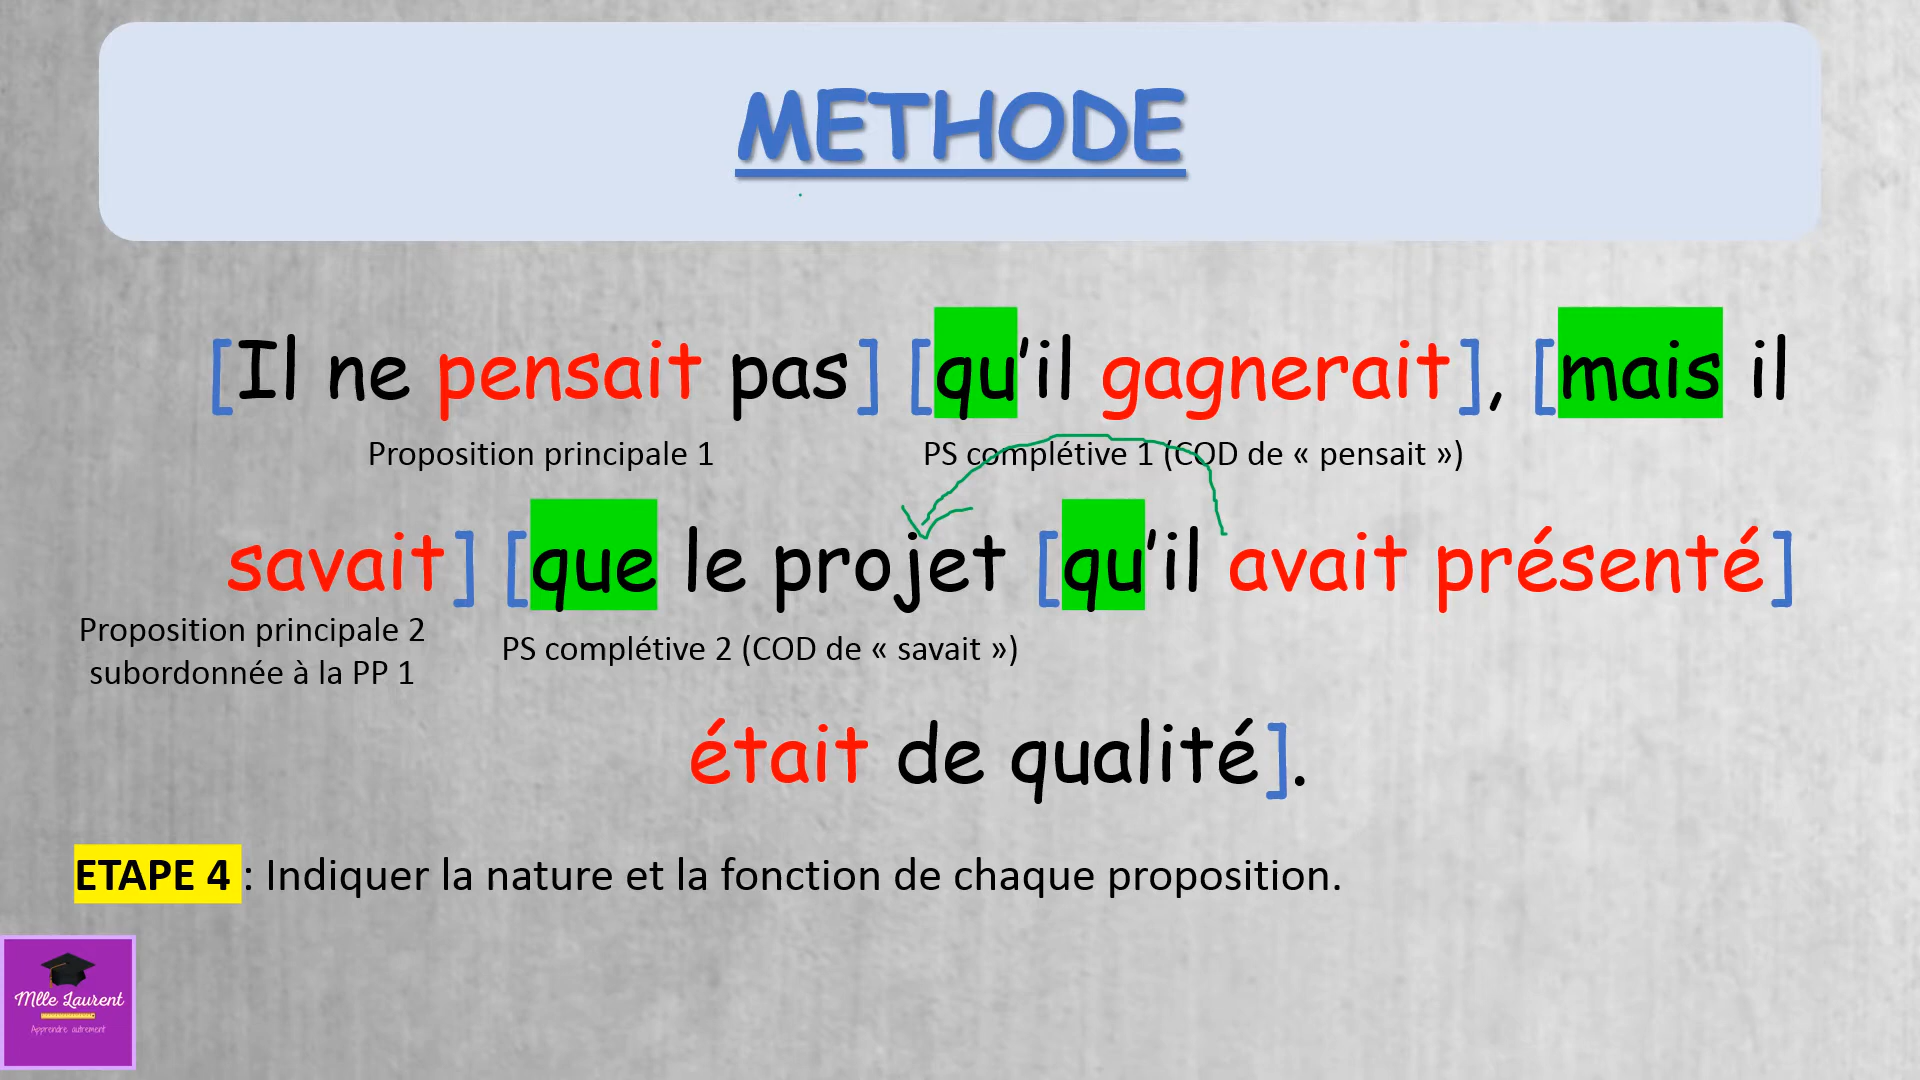 METHODE
[Il ne pensait pas] [qu’il gagnerait], [mais il
Proposition principale 1
PS complétive 1 (COD de « pensait »)
savait] [que le projet [qu’il avait présenté]
Proposition principale 2
subordonnée à la PP 1
PS complétive 2 (COD de « savait »)
était de qualité].
ETAPE 4 : Indiquer la nature et la fonction de chaque proposition.
Mlle Laurent
Apprendre autrement